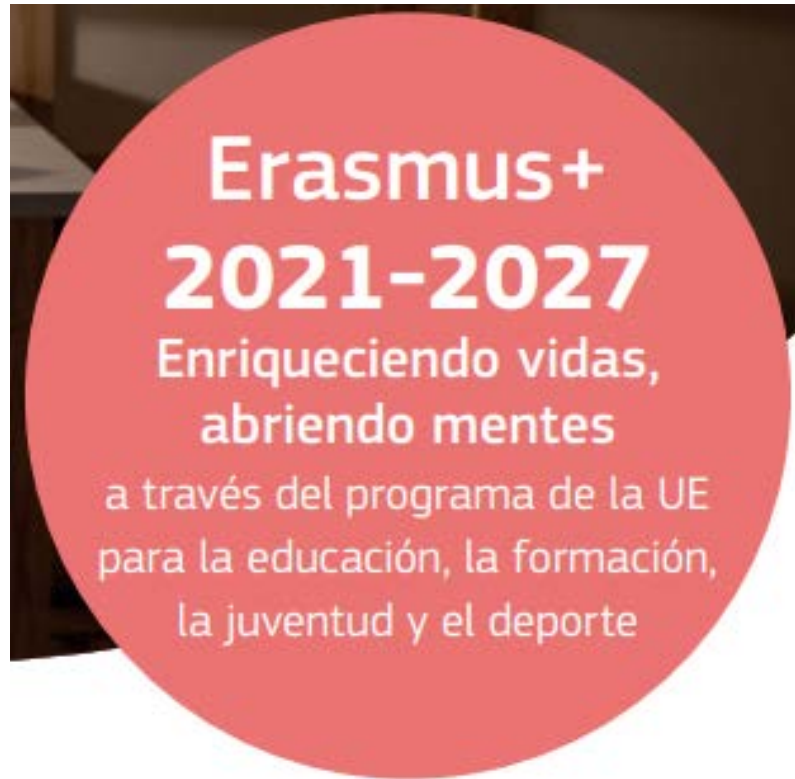 Erasmus+
2021-2027
Enriqueciendo vidas,
abriendo mentes
a través del programa de la UE
para la educación, la formación,
la juventud y el deporte